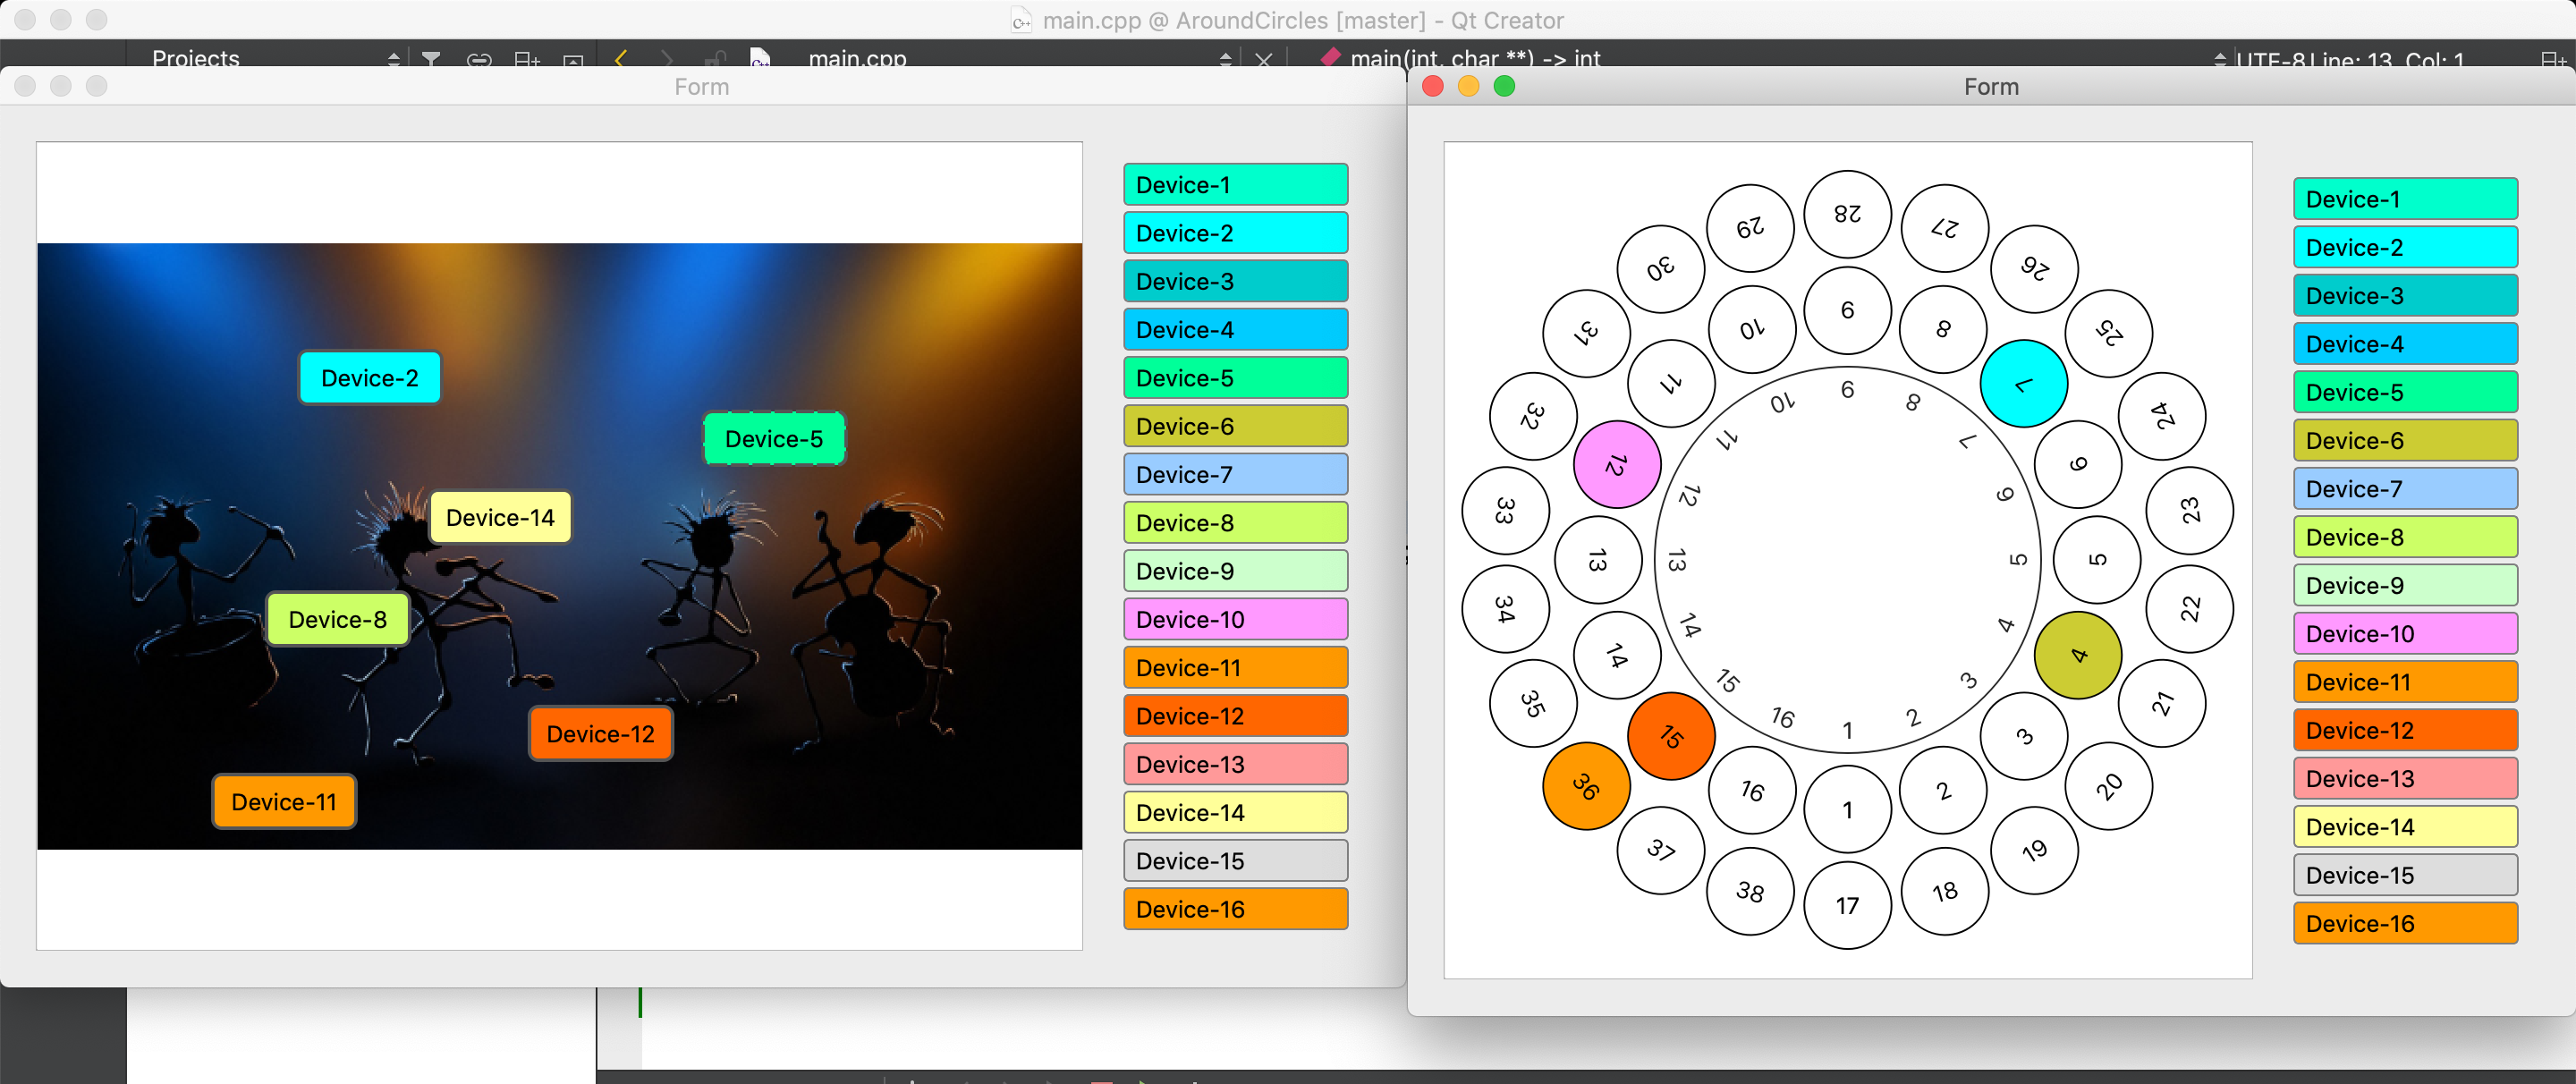 main.cpp @ AroundCircles [master] - Qt Creator
Projects
main.cpp
main(int, char **) -> int
UTF-8
Line: 13, Col: 1
Form
Device-2
Device-5
Device-14
Device-8
Device-12
Device-11
Device-1
Device-2
Device-3
Device-4
Device-5
Device-6
Device-7
Device-8
Device-9
Device-10
Device-11
Device-12
Device-13
Device-14
Device-15
Device-16
Form
29 28 27
30 26
10 9 8
31 25
11 7
10 9 8
32 24
12 6
11 7
33 12 6 23
13 13 5 5
34 22
14 4
14 4
35 21
15 3
15 3
16 1 2
36 20
16 1 2
37 19
38 17 18
Device-1
Device-2
Device-3
Device-4
Device-5
Device-6
Device-7
Device-8
Device-9
Device-10
Device-11
Device-12
Device-13
Device-14
Device-15
Device-16